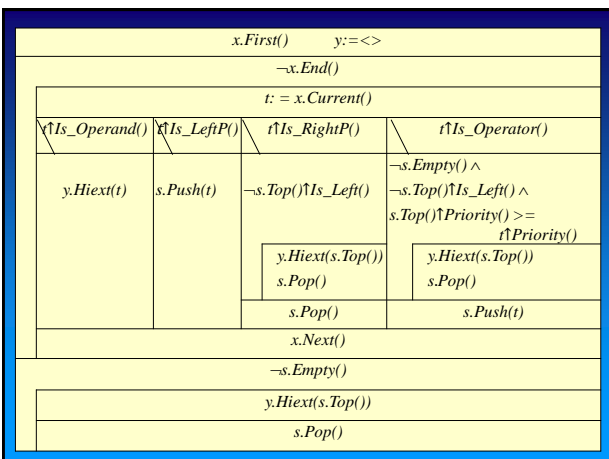 x.First() y:=<>
¬x.End()
t: = x.Current()
t⇑Is_Operand() t⇑Is_LeftP() t⇑Is_RightP() t⇑Is_Operator()
y.Hiext(t) s.Push(t) ¬s.Top()⇑Is_Left() ¬s.Empty() ∧
¬s.Top()⇑Is_Left() ∧
s.Top()⇑Priority() >=
t⇑Priority()
y.Hiext(s.Top()) y.Hiext(s.Top())
s.Pop() s.Pop()
s.Pop() s.Push(t)
x.Next()
¬s.Empty()
y.Hiext(s.Top())
s.Pop()